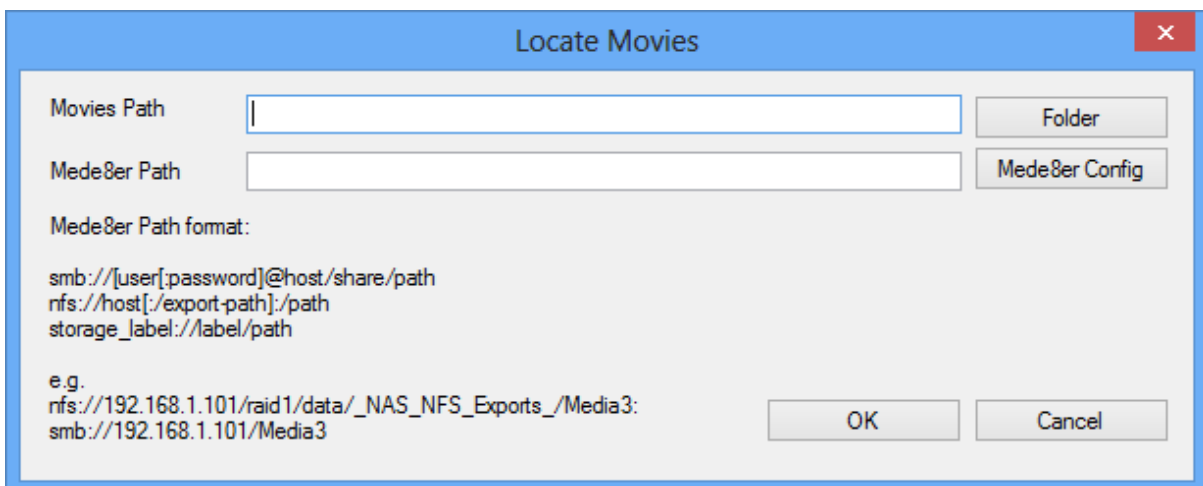 Locate Movies
Movies Path
Folder
Mede8er Path
Mede8er Config
Mede8er Path format:
smb://[user[:password]@host/share/path
nfs://host[:/export-path]:/path
storage_label://label/path
e.g.
nfs://192.168.1.101/raid1/data/_NAS_NFS_Exports_/Media3:
smb://192.168.1.101/Media3
OK
Cancel